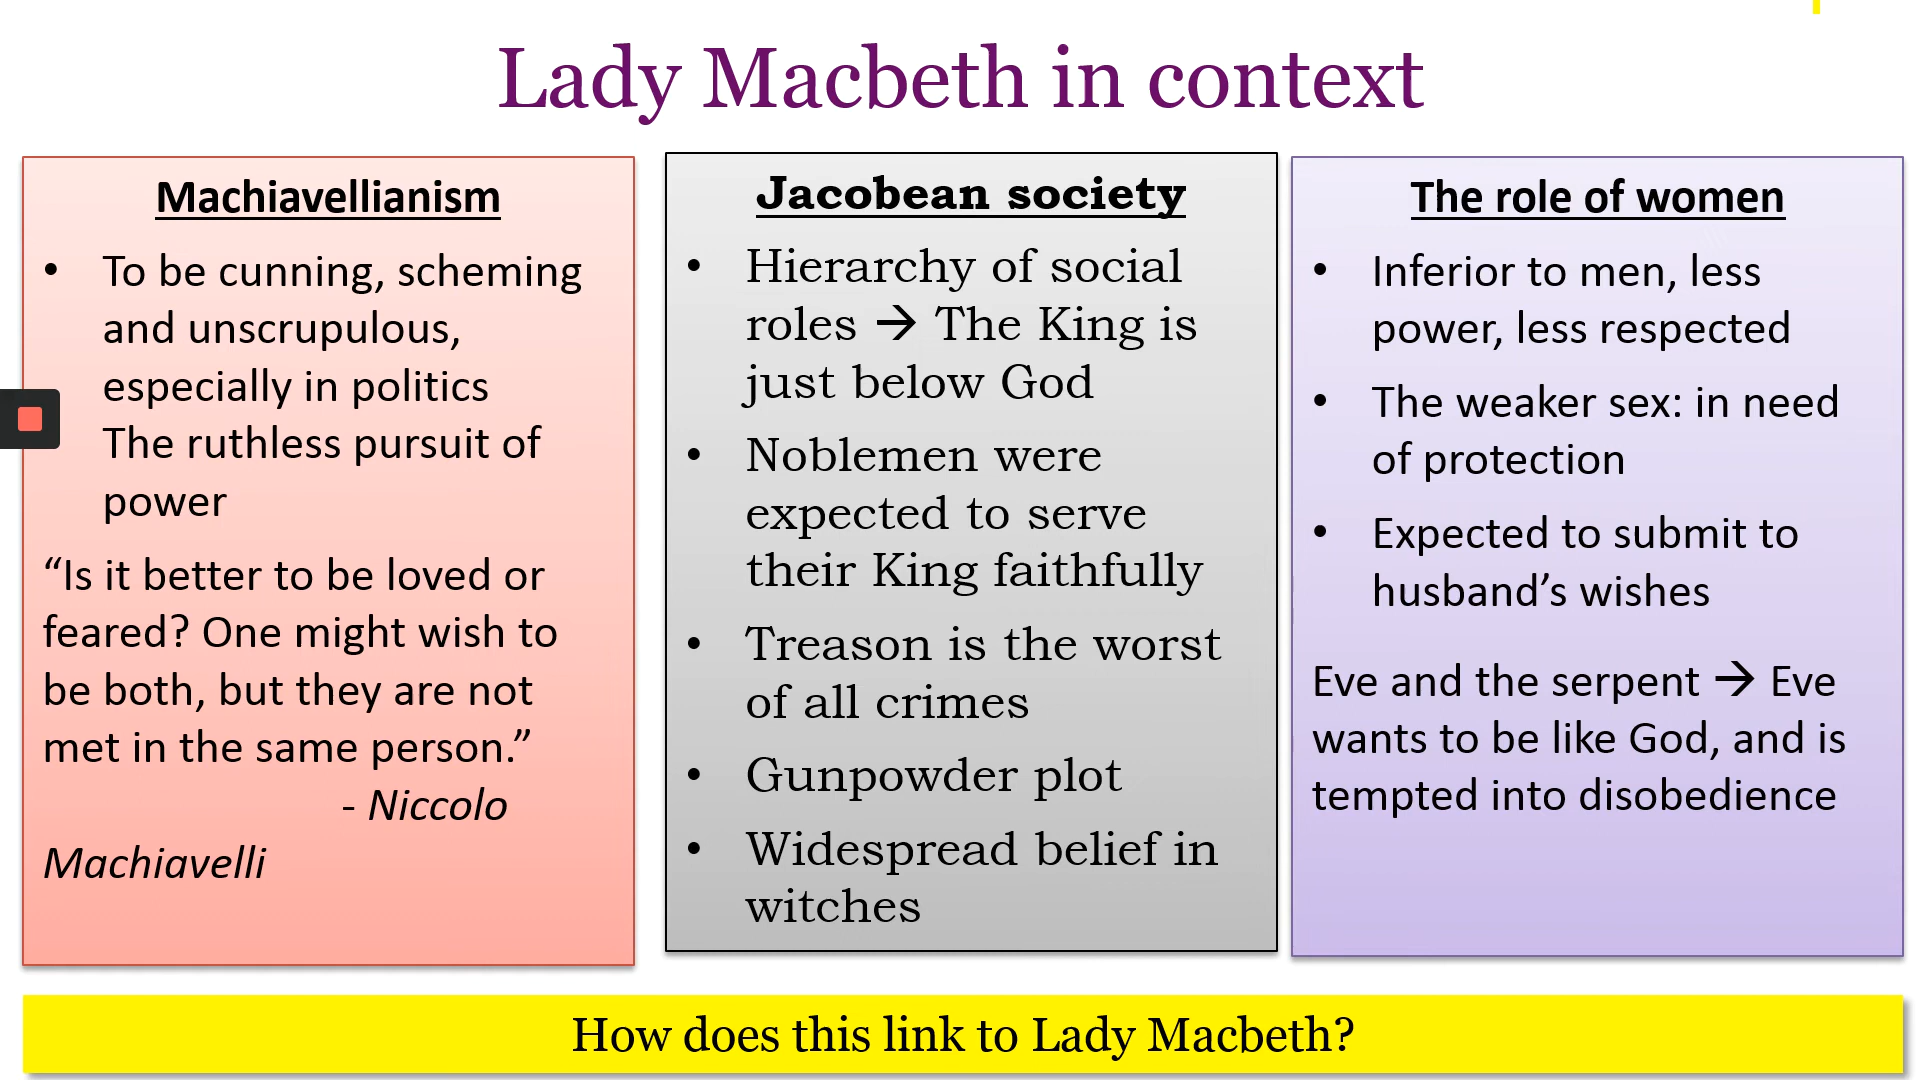 Lady Macbeth in context
Machiavellianism
• To be cunning, scheming
and unscrupulous,
especially in politics
The ruthless pursuit of
power
“Is it better to be loved or
feared? One might wish to
be both, but they are not
met in the same person.”
- Niccolo
Machiavelli
Jacobean society
• Hierarchy of social
roles → The King is
just below God
• Noblemen were
expected to serve
their King faithfully
• Treason is the worst
of all crimes
• Gunpowder plot
• Widespread belief in
witches
The role of women
• Inferior to men, less
power, less respected
• The weaker sex: in need
of protection
• Expected to submit to
husband’s wishes
Eve and the serpent → Eve
wants to be like God, and is
tempted into disobedience
How does this link to Lady Macbeth?